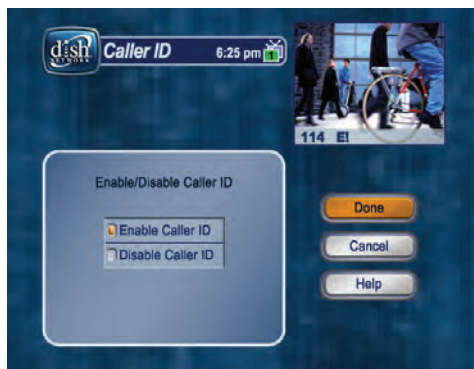 dish
NETWORK
Caller ID
6:25 pm
1
114 E!
Enable/Disable Caller ID
Enable Caller ID
Disable Caller ID
Done
Cancel
Help